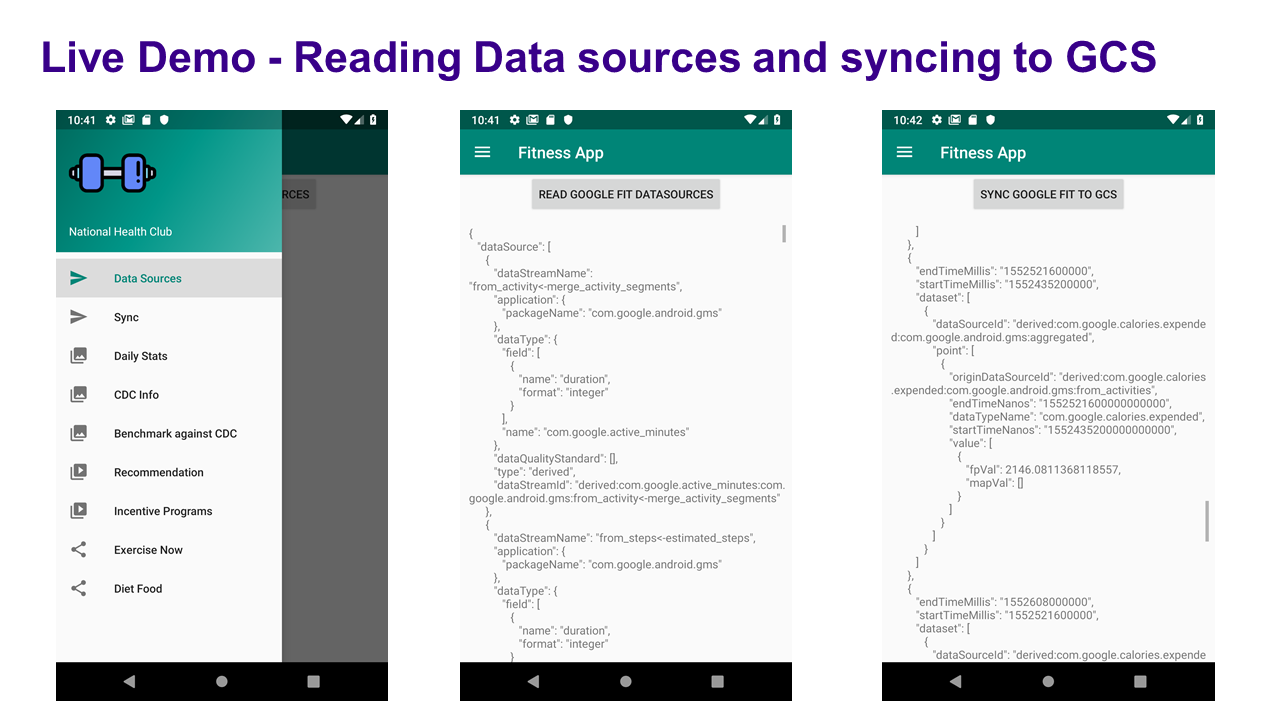 Live Demo - Reading Data sources and syncing to GCS
10:41
RCES
National Health Club
Data Sources
Sync
Daily Stats
CDC Info
Benchmark against CDC
Recommendation
Incentive Programs
Exercise Now
Diet Food
10:41
Fitness App
READ GOOGLE FIT DATASOURCES
{
"dataSource": [
{
"dataStreamName":
"from_activity<-merge_activity_segments",
"application": {
"packageName": "com.google.android.gms"
},
"dataType": {
"field": [
{
"name": "duration",
"format": "integer"
}
],
"name": "com.google.active_minutes"
},
"dataQualityStandard": [],
"type": "derived",
"dataStreamId": "derived:com.google.active_minutes:com.
google.android.gms:from_activity<-merge_activity_segments"
},
{
"dataStreamName": "from_steps<-estimated_steps",
"application": {
"packageName": "com.google.android.gms"
},
"dataType": {
"field": [
{
"name": "duration",
"format": "integer"
}
10:42
Fitness App
SYNC GOOGLE FIT TO GCS
]
},
{
"endTimeMillis": "1552521600000",
"startTimeMillis": "1552435200000",
"dataset": [
{
"dataSourceId": "derived:com.google.calories.expende
d:com.google.android.gms:aggregated",
"point": [
{
"originDataSourceId": "derived:com.google.calories
.expended:com.google.android.gms:from_activities",
"endTimeNanos": "1552521600000000000",
"dataTypeName": "com.google.calories.expended",
"startTimeNanos": "1552435200000000000",
"value": [
{
"fpVal": 2146.0811368118557,
"mapVal": []
}
]
}
]
}
]
},
{
"endTimeMillis": "1552608000000",
"startTimeMillis": "1552521600000",
"dataset": [
{
"dataSourceId": "derived:com.google.calories.expende